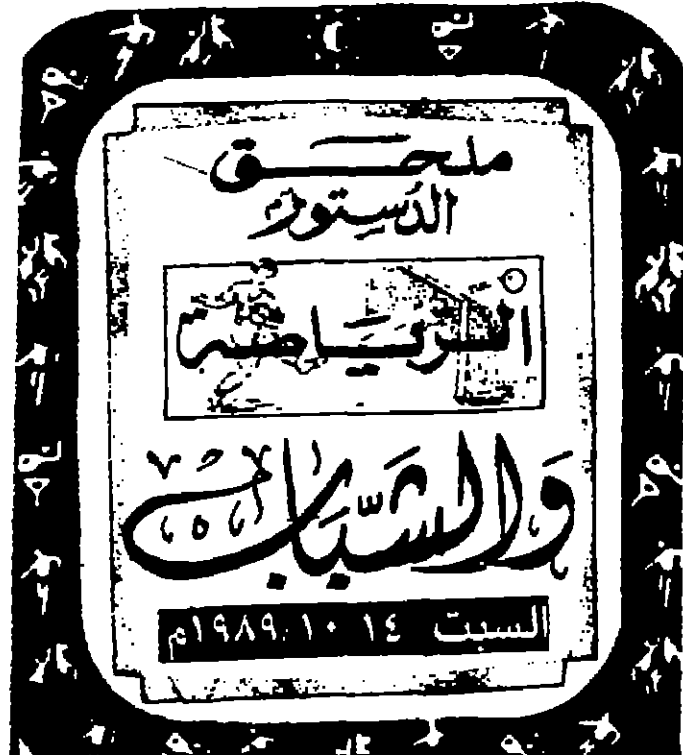 ملحق
الدستور
الرياضة
والشباب
السبت ١٤ ١٠ ١٩٨٩م